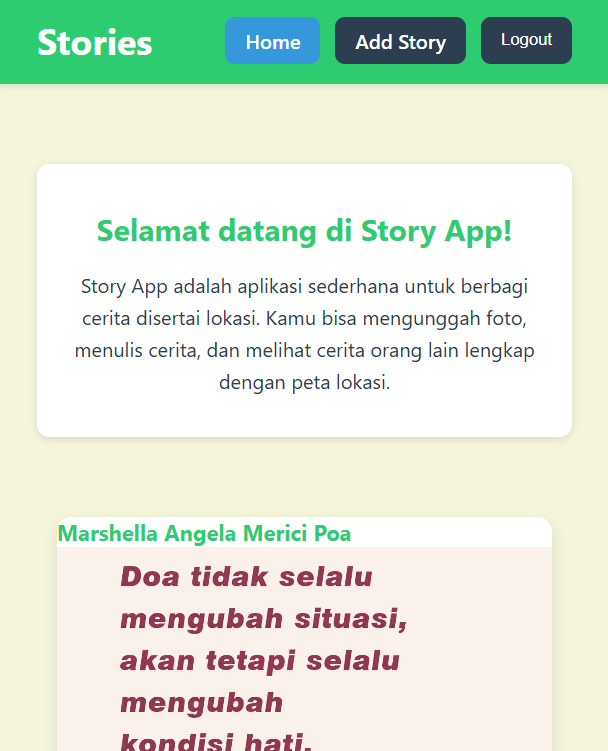 Stories
Home
Add Story
Logout
Selamat datang di Story App!
Story App adalah aplikasi sederhana untuk berbagi
cerita disertai lokasi. Kamu bisa mengunggah foto,
menulis cerita, dan melihat cerita orang lain lengkap
dengan peta lokasi.
Marshella Angela Merici Poa
Doa tidak selalu
mengubah situasi,
akan tetapi selalu
mengubah
kondisi hati.